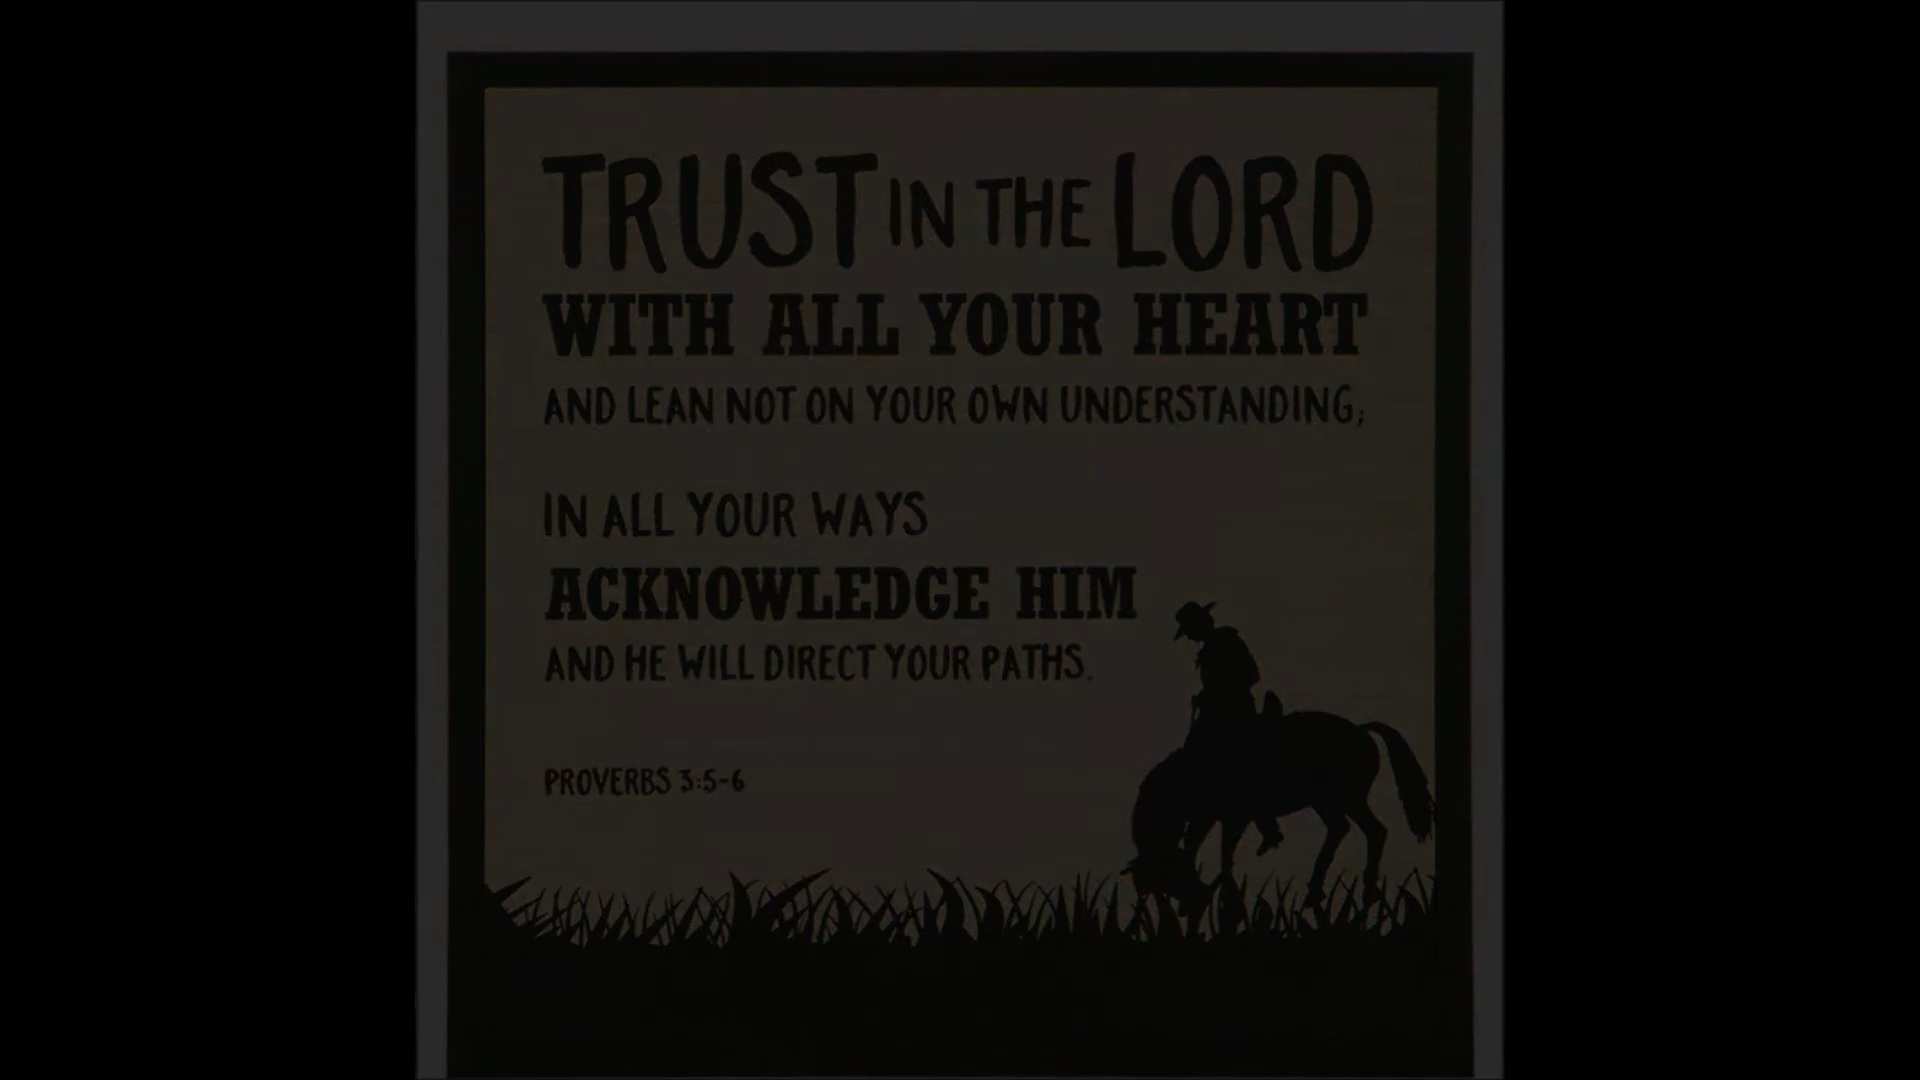 TRUST IN THE LORD
WITH ALL YOUR HEART
AND LEAN NOT ON YOUR OWN UNDERSTANDING;
IN ALL YOUR WAYS
ACKNOWLEDGE HIM
AND HE WILL DIRECT YOUR PATHS.
PROVERBS 3:5-6